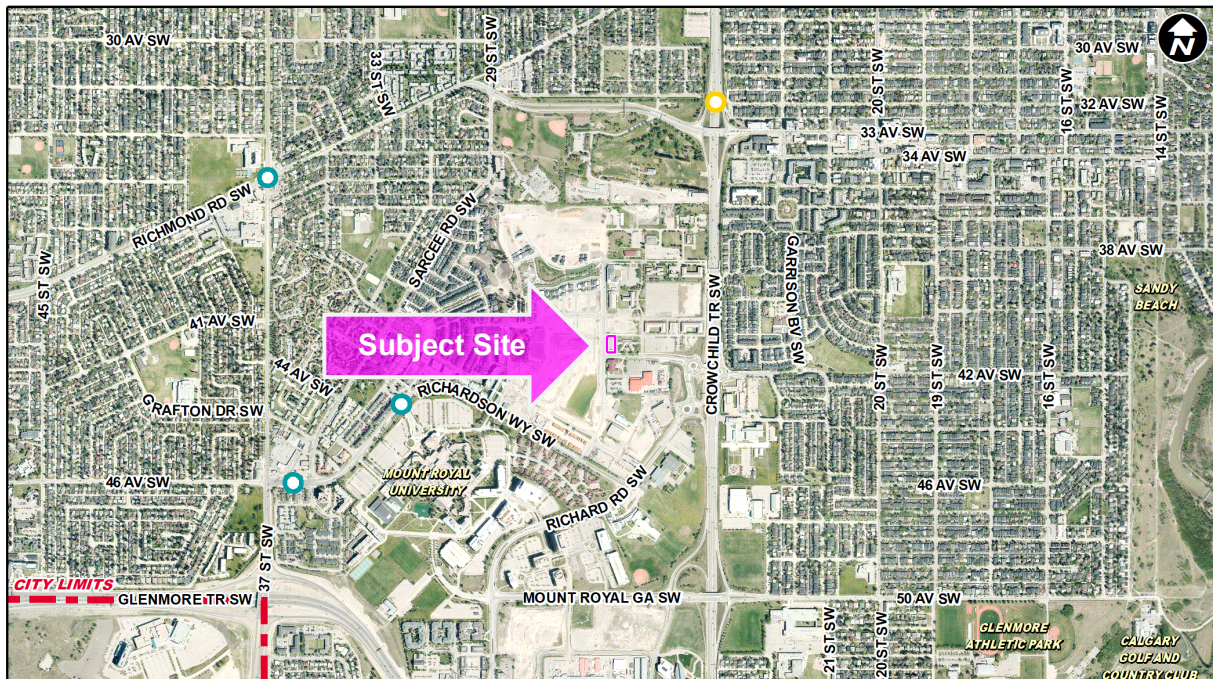 30 AV SW
33 ST SW
29 ST SW
20 ST SW
30 AV SW
16 ST SW
32 AV SW
14 ST SW
N
33 AV SW
34 AV SW
RICHMOND RD SW
SARCEE RD SW
38 AV SW
45 ST SW
CROWCHILD TR SW
GARRISON BV SW
SANDY
BEACH
41 AV SW
Subject Site
44 AV SW
GRAFTON DR SW
RICHARDSON WY SW
20 ST SW
19 ST SW
42 AV SW
16 ST SW
46 AV SW
MOUNT ROYAL
UNIVERSITY
RICHARD RD SW
46 AV SW
37 ST SW
CITY LIMITS
GLENMORE TR SW
MOUNT ROYAL GA SW
50 AV SW
21 ST SW
20 ST SW
GLENMORE
ATHLETIC PARK
CALGARY
GOLF AND
COUNTRY CLUB